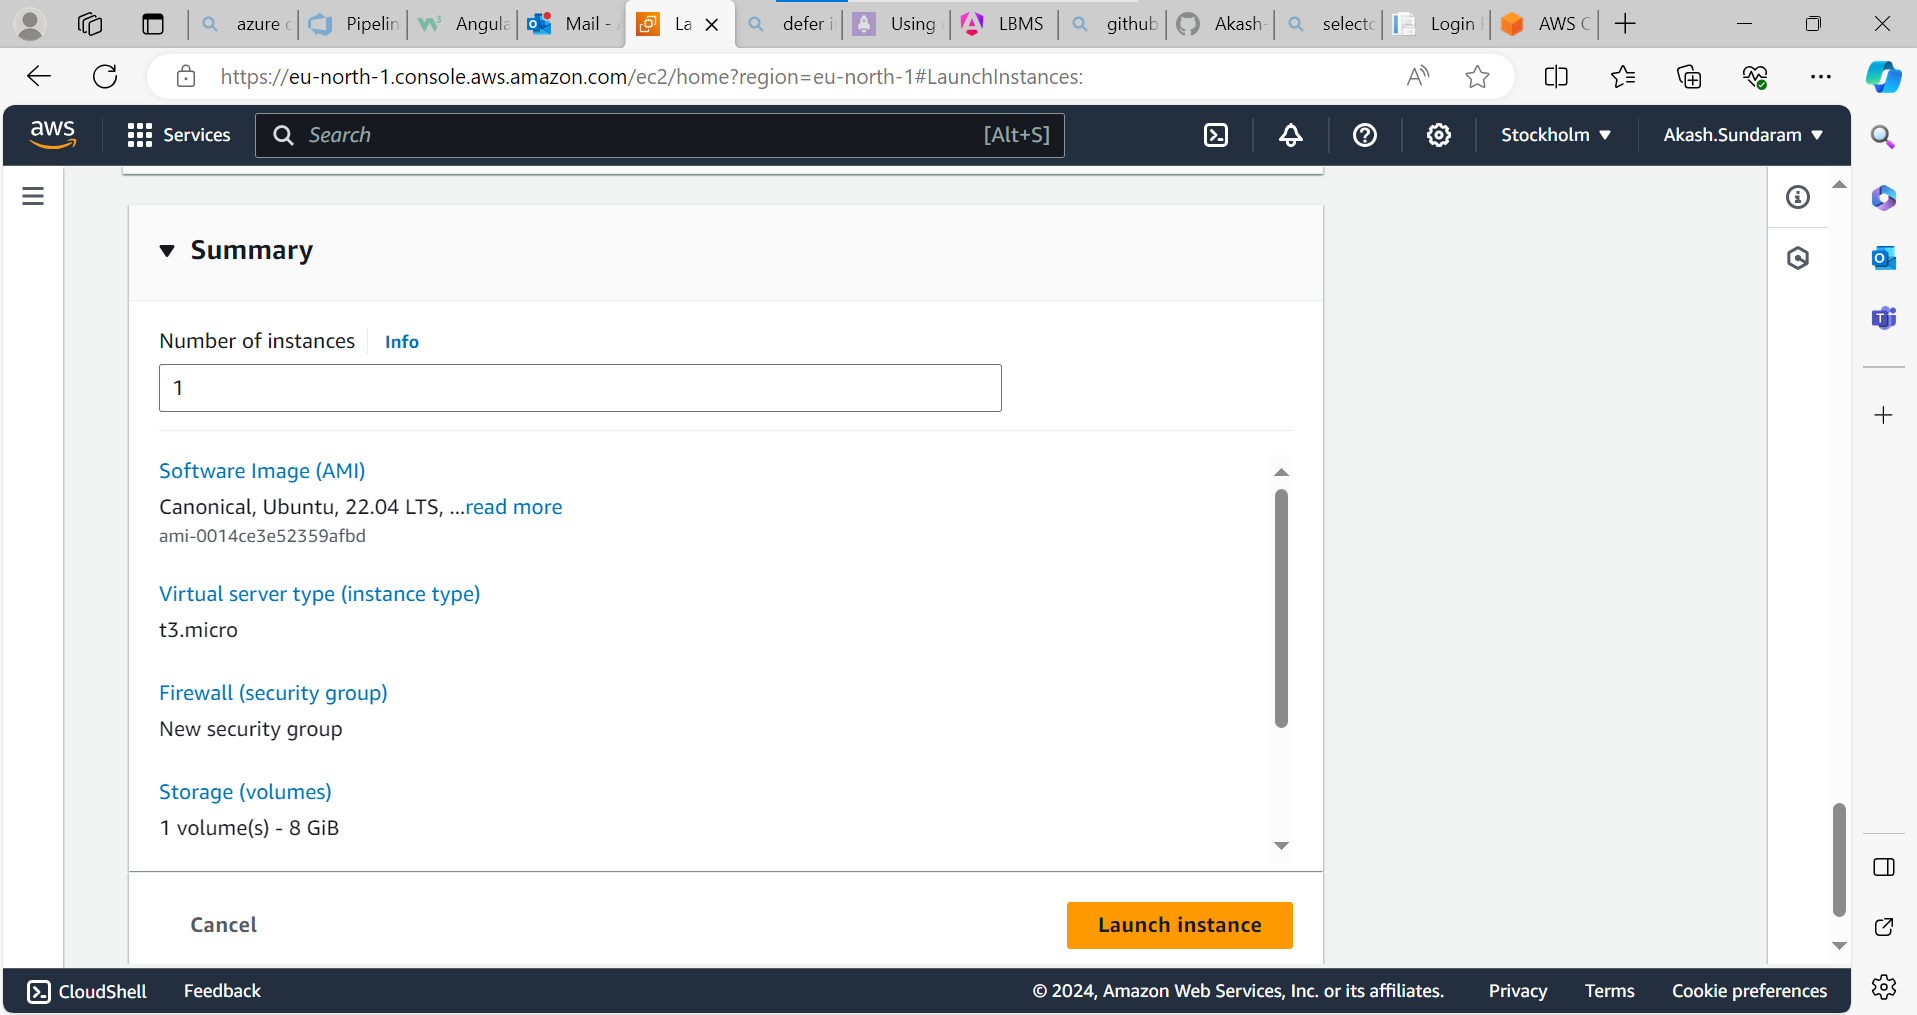 azure
Pipelin
Angula
Mail -
La
defer i
Using
LBMS
github
Akash-
selecto
Login
AWS C
https://eu-north-1.console.aws.amazon.com/ec2/home?region=eu-north-1#LaunchInstances:
aws
Services
Search
[Alt+S]
Stockholm
Akash.Sundaram
Summary
Number of instances
Info
1
Software Image (AMI)
Canonical, Ubuntu, 22.04 LTS, ...read more
ami-0014ce3e52359afbd
Virtual server type (instance type)
t3.micro
Firewall (security group)
New security group
Storage (volumes)
1 volume(s) - 8 GiB
Cancel
Launch instance
CloudShell
Feedback
© 2024, Amazon Web Services, Inc. or its affiliates.
Privacy
Terms
Cookie preferences